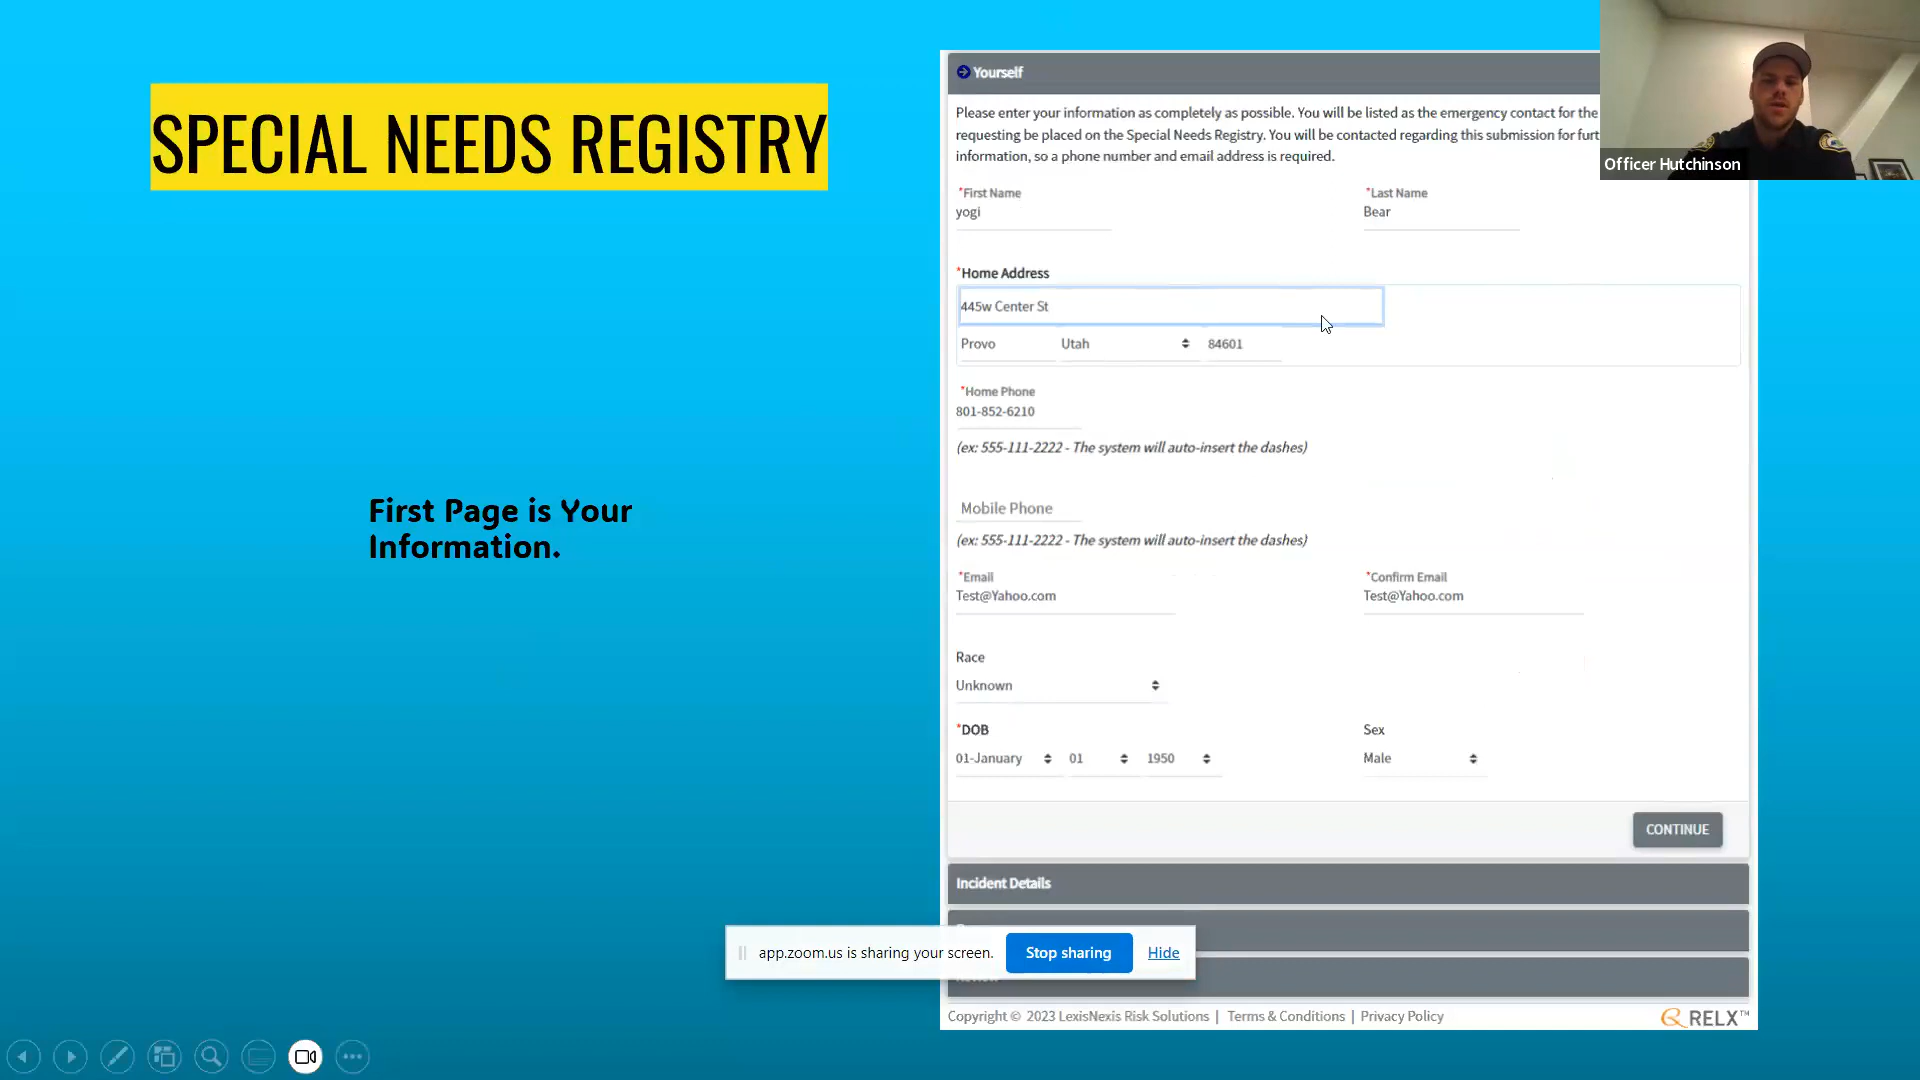 SPECIAL NEEDS REGISTRY
First Page is Your
Information.
Yourself
Please enter your information as completely as possible. You will be listed as the emergency contact for the
requesting be placed on the Special Needs Registry. You will be contacted regarding this submission for
information, so a phone number and email address is required.
*First Name
*Last Name
yogi
Bear
*Home Address
445w Center St
Provo
Utah
84601
*Home Phone
801-852-6210
(ex: 555-111-2222 - The system will auto-insert the dashes)
Mobile Phone
(ex: 555-111-2222 - The system will auto-insert the dashes)
*Email
*Confirm Email
Test@Yahoo.com
Test@Yahoo.com
Race
Unknown
*DOB
Sex
01-January
01
1950
Male
CONTINUE
Incident Details
app.zoom.us is sharing your screen.
Stop sharing
Hide
Copyright © 2023 LexisNexis Risk Solutions | Terms & Conditions | Privacy Policy
RELX™
Officer Hutchinson